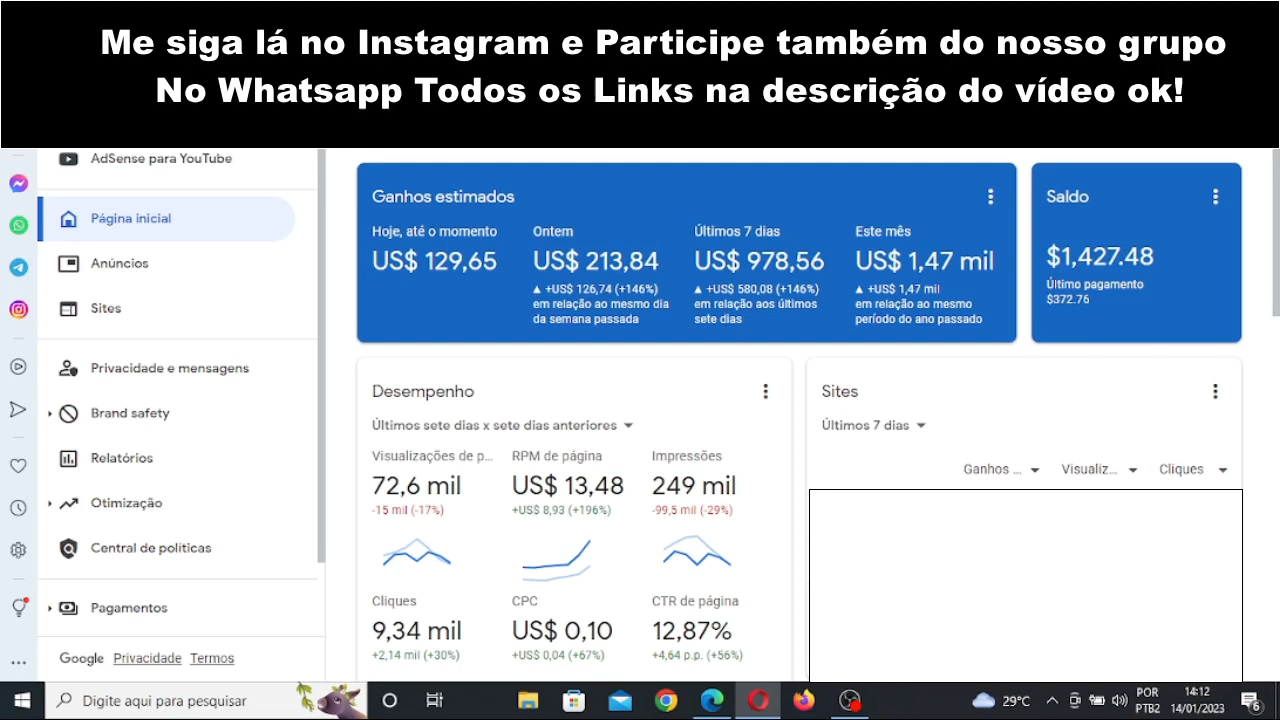 Me siga lá no Instagram e Participe também do nosso grupo
No Whatsapp Todos os Links na descrição do vídeo ok!
AdSense para YouTube
Página inicial
Anúncios
Sites
Privacidade e mensagens
Brand safety
Relatórios
Otimização
Central de políticas
Pagamentos
Google Privacidade Termos
Ganhos estimados
Hoje, até o momento
US$ 129,65
Ontem
US$ 213,84
▲ +US$ 126,74 (+146%)
em relação ao mesmo dia
da semana passada
Últimos 7 dias
US$ 978,56
▲ +US$ 580,08 (+146%)
em relação aos últimos
sete dias
Este mês
US$ 1,47 mil
▲ +US$ 1,47 mil
em relação ao mesmo
período do ano passado
Saldo
$1,427.48
Último pagamento
$372.76
Desempenho
Últimos sete dias x sete dias anteriores
Visualizações de p...
72,6 mil
-15 mil (-17%)
RPM de página
US$ 13,48
+US$ 8,93 (+196%)
Impressões
249 mil
-99,5 mil (-29%)
Cliques
9,34 mil
+2,14 mil (+30%)
CPC
US$ 0,10
+US$ 0,04 (+67%)
CTR de página
12,87%
+4,64 p.p. (+56%)
Sites
Últimos 7 dias
Ganhos ... Visualiz... Cliques
Digite aqui para pesquisar
29°C
POR
PTB2
14:12
14/01/2023
6